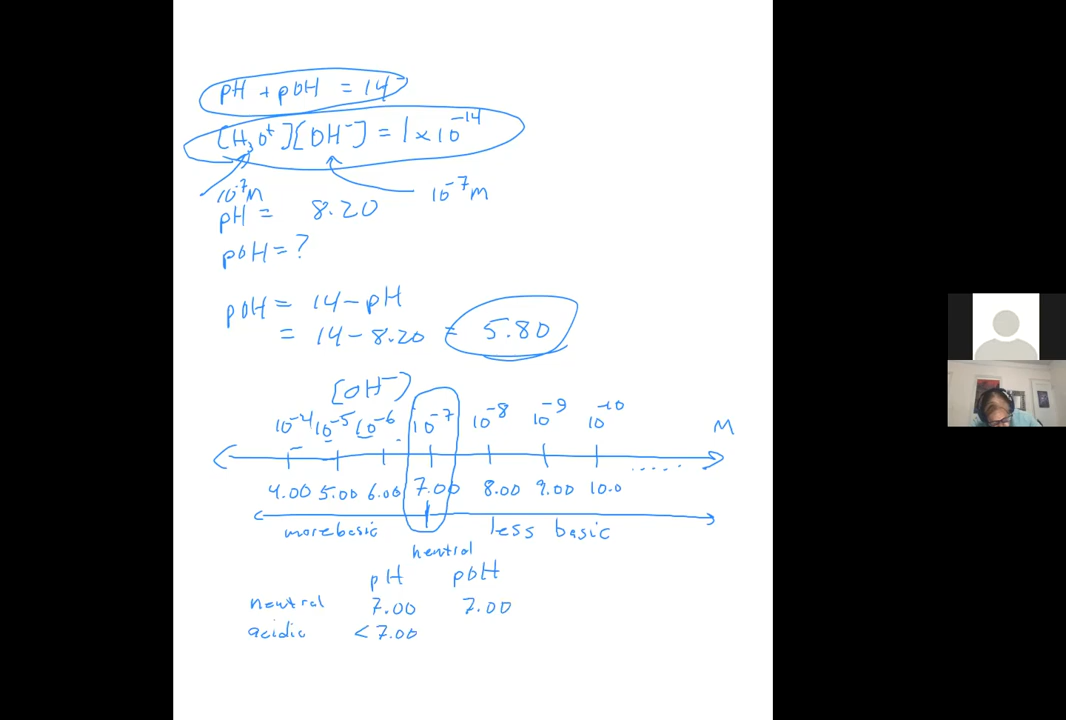 pH + pOH = 14
[H₃O⁺][OH⁻] = 1 × 10⁻¹⁴
10⁻⁷M 10⁻⁷M
pH = 8.20
pOH = ?
pOH = 14 - pH
= 14 - 8.20 = 5.80
[OH⁻]
10⁻⁴ 10⁻⁵ 10⁻⁶ 10⁻⁷ 10⁻⁸ 10⁻⁹ 10⁻¹⁰ M
4.00 5.00 6.00 7.00 8.00 9.00 10.0 .....
more basic less basic
neutral
pH pOH
neutral 7.00 7.00
acidic < 7.00